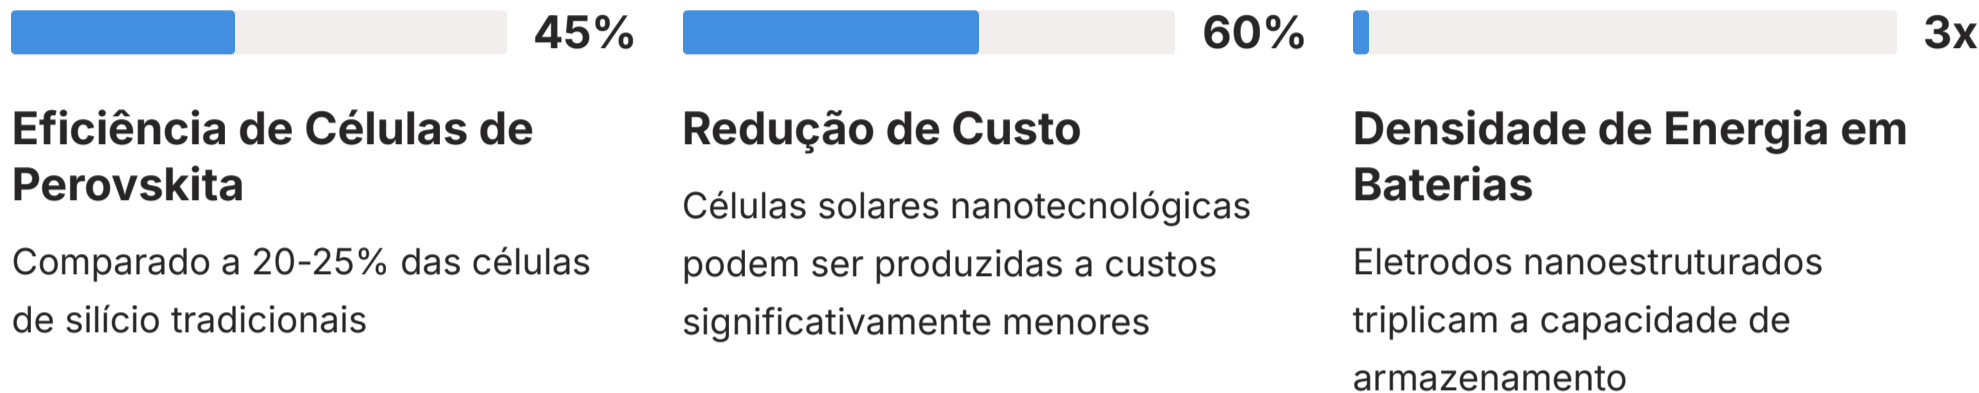 45%
Eficiência de Células de
Perovskita
Comparado a 20-25% das células
de silício tradicionais
60%
Redução de Custo
Células solares nanotecnológicas
podem ser produzidas a custos
significativamente menores
3x
Densidade de Energia em
Baterias
Eletrodos nanoestruturados
triplicam a capacidade de
armazenamento